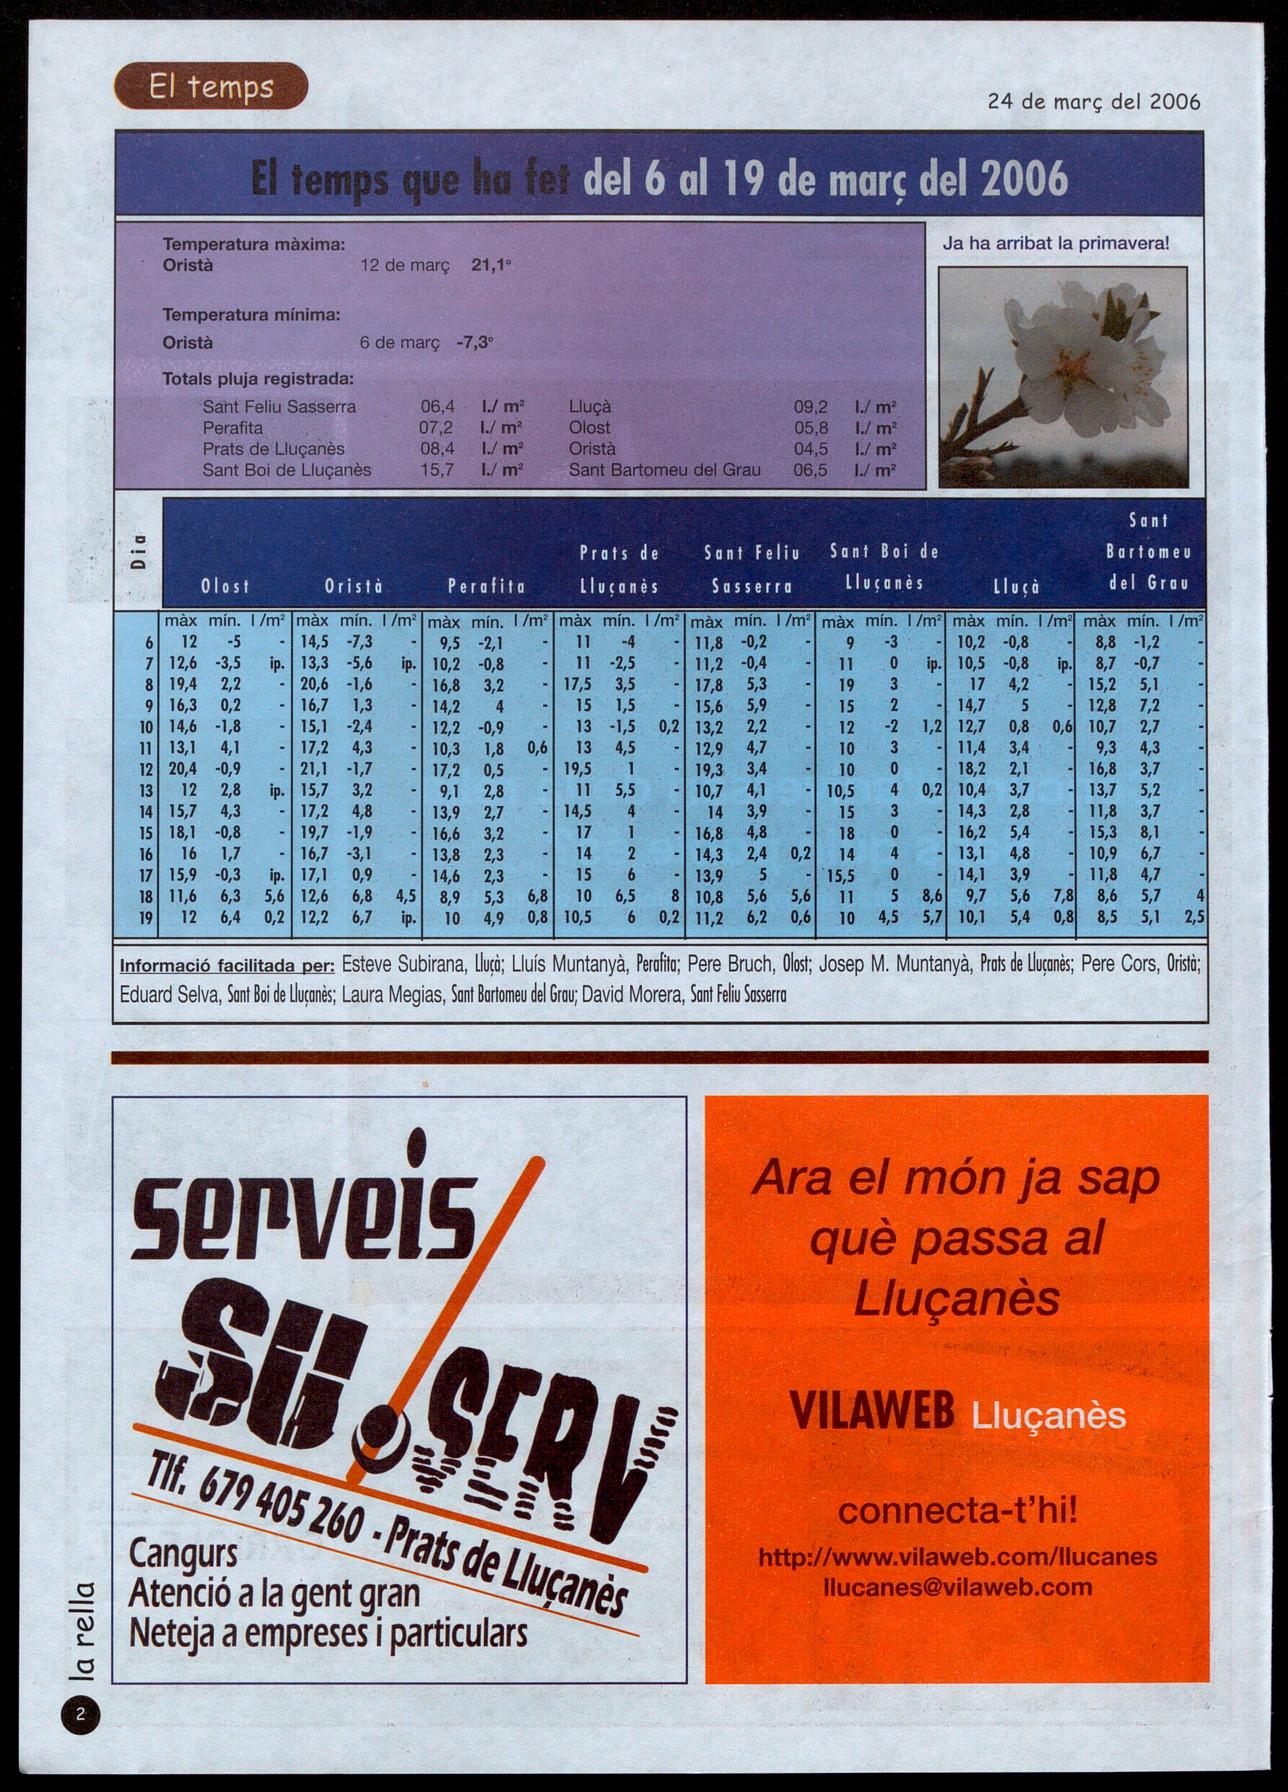 El temps
24 de març del 2006
El temps que ha fet del 6 al 19 de març del 2006
Temperatura màxima:
Oristà 12 de març 21,1º
Temperatura mínima:
Oristà 6 de març -7,3º
Totals pluja registrada:
Sant Feliu Sasserra 06,4 l./ m² Lluçà 09,2 l./ m²
Perafita 07,2 l./ m² Olost 05,8 l./ m²
Prats de Lluçanès 08,4 l./ m² Oristà 04,5 l./ m²
Sant Boi de Lluçanès 15,7 l./ m² Sant Bartomeu del Grau 06,5 l./ m²
Ja ha arribat la primavera!
Dia Olost Oristà Perafita Prats de Lluçanès Sant Feliu Sasserra Sant Boi de Lluçanès Lluçà Sant Bartomeu del Grau
màx mín. l /m² màx mín. l /m² màx mín. l /m² màx mín. l /m² màx mín. l /m² màx mín. l /m² màx mín. l /m² màx mín. l /m²
6 12 -5 - 14,5 -7,3 - 9,5 -2,1 - 11 -4 - 11,8 -0,2 - 9 -3 - 10,2 -0,8 - 8,8 -1,2 -
7 12,6 -3,5 ip. 13,3 -5,6 ip. 10,2 -0,8 - 11 -2,5 - 11,2 -0,4 - 11 0 ip. 10,5 -0,8 ip. 8,7 -0,7 -
8 19,4 2,2 - 20,6 -1,6 - 16,8 3,2 - 17,5 3,5 - 17,8 5,3 - 19 3 - 17 4,2 - 15,2 5,1 -
9 16,3 0,2 - 16,7 1,3 - 14,2 4 - 15 1,5 - 15,6 5,9 - 15 2 - 14,7 5 - 12,8 7,2 -
10 14,6 -1,8 - 15,1 -2,4 - 12,2 -0,9 - 13 -1,5 0,2 13,2 2,2 - 12 -2 1,2 12,7 0,8 0,6 10,7 2,7 -
11 13,1 4,1 - 17,2 4,3 - 10,3 1,8 0,6 13 4,5 - 12,9 4,7 - 10 3 - 11,4 3,4 - 9,3 4,3 -
12 20,4 -0,9 - 21,1 -1,7 - 17,2 0,5 - 19,5 1 - 19,3 3,4 - 10 0 - 18,2 2,1 - 16,8 3,7 -
13 12 2,8 ip. 15,7 3,2 - 9,1 2,8 - 11 5,5 - 10,7 4,1 - 10,5 4 0,2 10,4 3,7 - 13,7 5,2 -
14 15,7 4,3 - 17,2 4,8 - 13,9 2,7 - 14,5 4 - 14 3,9 - 15 3 - 14,3 2,8 - 11,8 3,7 -
15 18,1 -0,8 - 19,7 -1,9 - 16,6 3,2 - 17 1 - 16,8 4,8 - 18 0 - 16,2 5,4 - 15,3 8,1 -
16 16 1,7 - 16,7 -3,1 - 13,8 2,3 - 14 2 - 14,3 2,4 0,2 14 4 - 13,1 4,8 - 10,9 6,7 -
17 15,9 -0,3 ip. 17,1 0,9 - 14,6 2,3 - 15 6 - 13,9 5 - 15,5 0 - 14,1 3,9 - 11,8 4,7 -
18 11,6 6,3 5,6 12,6 6,8 4,5 8,9 5,3 6,8 10 6,5 8 10,8 5,6 5,6 11 5 8,6 9,7 5,6 7,8 8,6 5,7 4
19 12 6,4 0,2 12,2 6,7 ip. 10 4,9 0,8 10,5 6 0,2 11,2 6,2 0,6 10 4,5 5,7 10,1 5,4 0,8 8,5 5,1 2,5
Informació facilitada per: Esteve Subirana, Lluçà; Lluís Muntanyà, Perafita; Pere Bruch, Olost; Josep M. Muntanyà, Prats de Lluçanès; Pere Cors, Oristà;
Eduard Selva, Sant Boi de Lluçanès; Laura Megias, Sant Bartomeu del Grau; David Morera, Sant Feliu Sasserra
serveis
SU SERV
Tlf. 679 405 260 - Prats de Lluçanès
Cangurs
Atenció a la gent gran
Neteja a empreses i particulars
Ara el món ja sap
què passa al
Lluçanès
VILAWEB Lluçanès
connecta-t'hi!
http://www.vilaweb.com/llucanes
llucanes@vilaweb.com
la rella
2